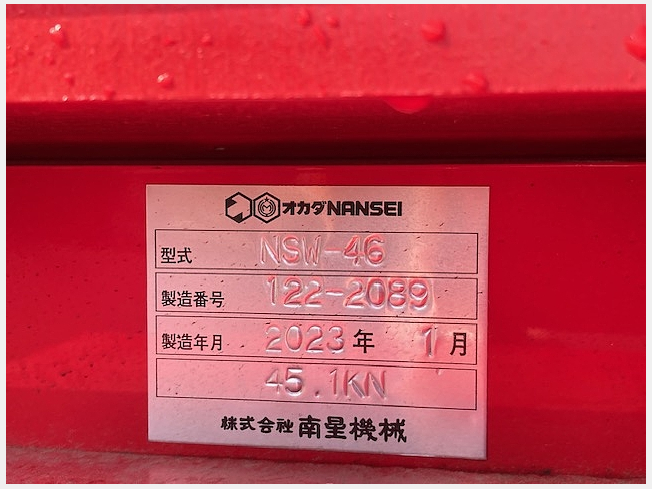 オカダNANSEI
型式 NSW-46
製造番号 122-2089
製造年月 2023年 1月
45.1KN
株式会社 南星機械